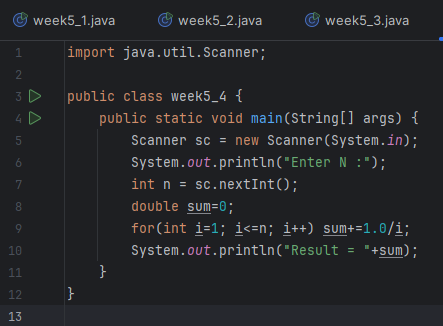 week5_1.java week5_2.java week5_3.java
1 import java.util.Scanner;
2
3 public class week5_4 {
4 public static void main(String[] args) {
5 Scanner sc = new Scanner(System.in);
6 System.out.println("Enter N :");
7 int n = sc.nextInt();
8 double sum=0;
9 for(int i=1; i<=n; i++) sum+=1.0/i;
10 System.out.println("Result = "+sum);
11 }
12 }
13